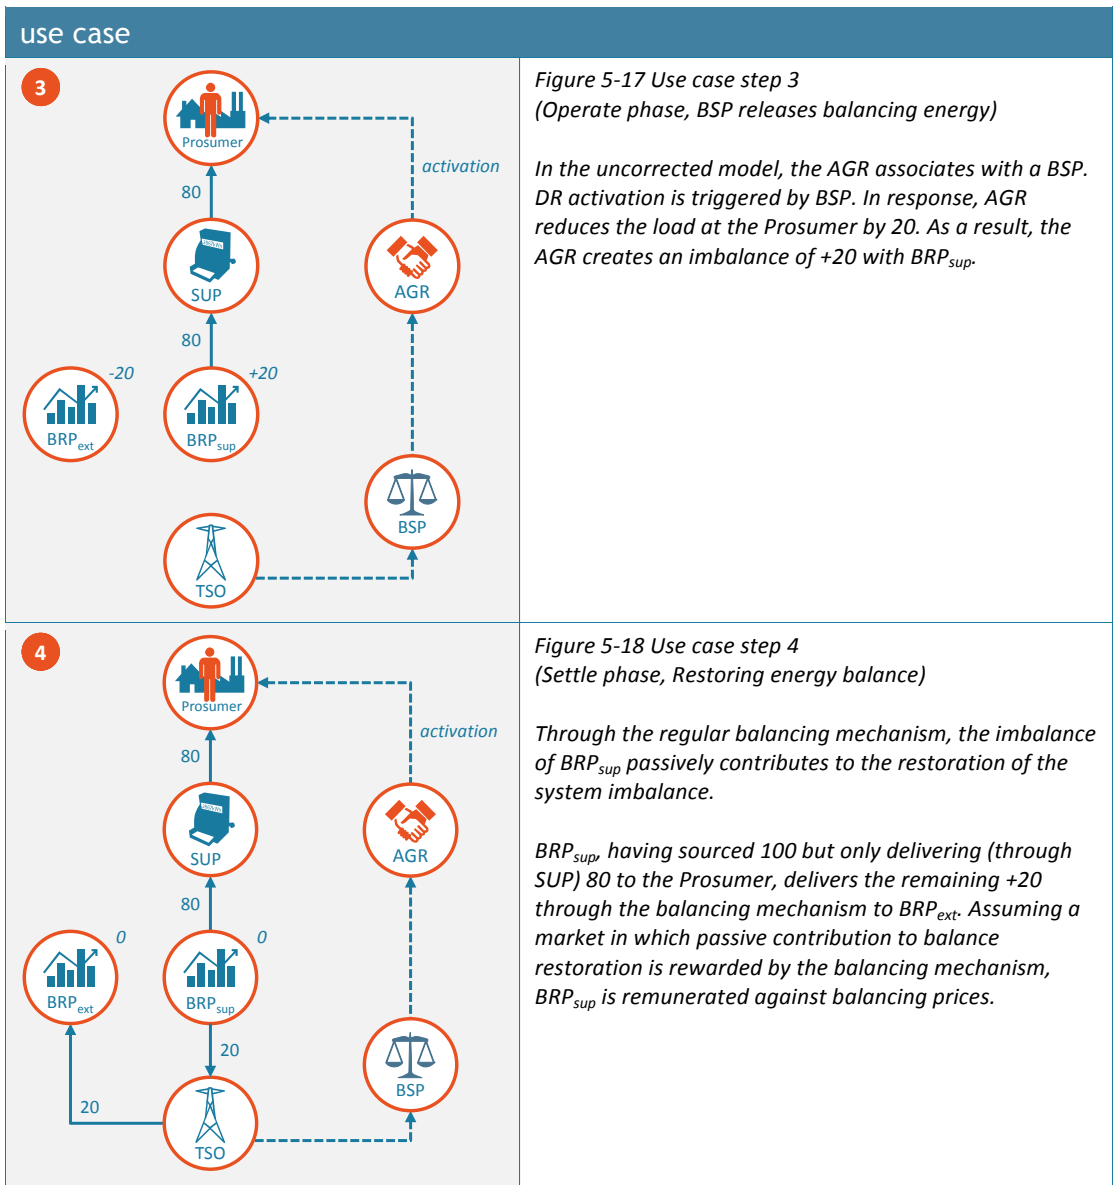 use case
3
Prosumer
activation
80
SUP
AGR
80
-20
+20
BRPext
BRPsup
BSP
TSO
Figure 5-17 Use case step 3
(Operate phase, BSP releases balancing energy)
In the uncorrected model, the AGR associates with a BSP.
DR activation is triggered by BSP. In response, AGR
reduces the load at the Prosumer by 20. As a result, the
AGR creates an imbalance of +20 with BRPsup.
4
Prosumer
activation
80
SUP
AGR
80
0
0
BRPext
BRPsup
20
BSP
20
TSO
Figure 5-18 Use case step 4
(Settle phase, Restoring energy balance)
Through the regular balancing mechanism, the imbalance
of BRPsup passively contributes to the restoration of the
system imbalance.
BRPsup, having sourced 100 but only delivering (through
SUP) 80 to the Prosumer, delivers the remaining +20
through the balancing mechanism to BRPext. Assuming a
market in which passive contribution to balance
restoration is rewarded by the balancing mechanism,
BRPsup is remunerated against balancing prices.